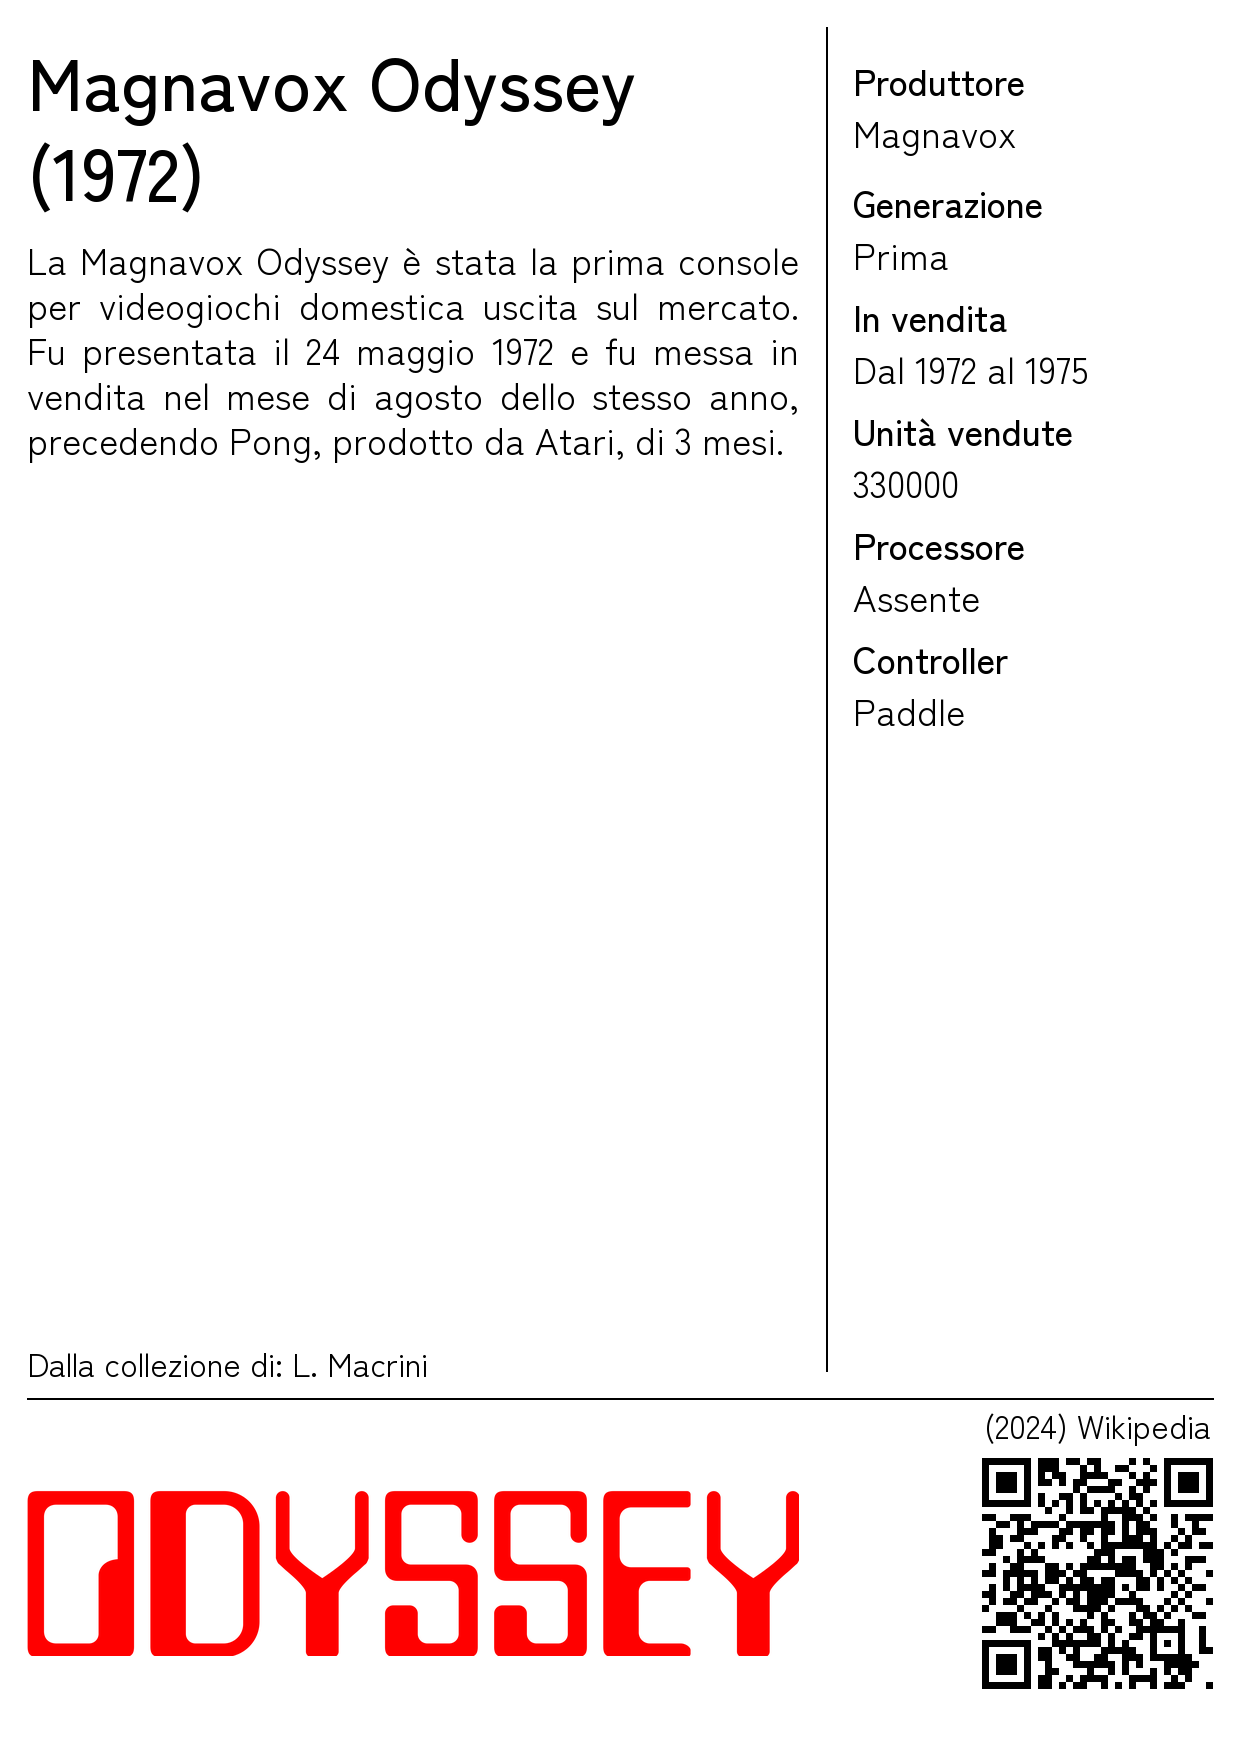 Magnavox Odyssey
(1972)
La Magnavox Odyssey è stata la prima console
per videogiochi domestica uscita sul mercato.
Fu presentata il 24 maggio 1972 e fu messa in
vendita nel mese di agosto dello stesso anno,
precedendo Pong, prodotto da Atari, di 3 mesi.
Produttore
Magnavox
Generazione
Prima
In vendita
Dal 1972 al 1975
Unità vendute
330000
Processore
Assente
Controller
Paddle
Dalla collezione di: L. Macrini
(2024) Wikipedia
ODYSSEY